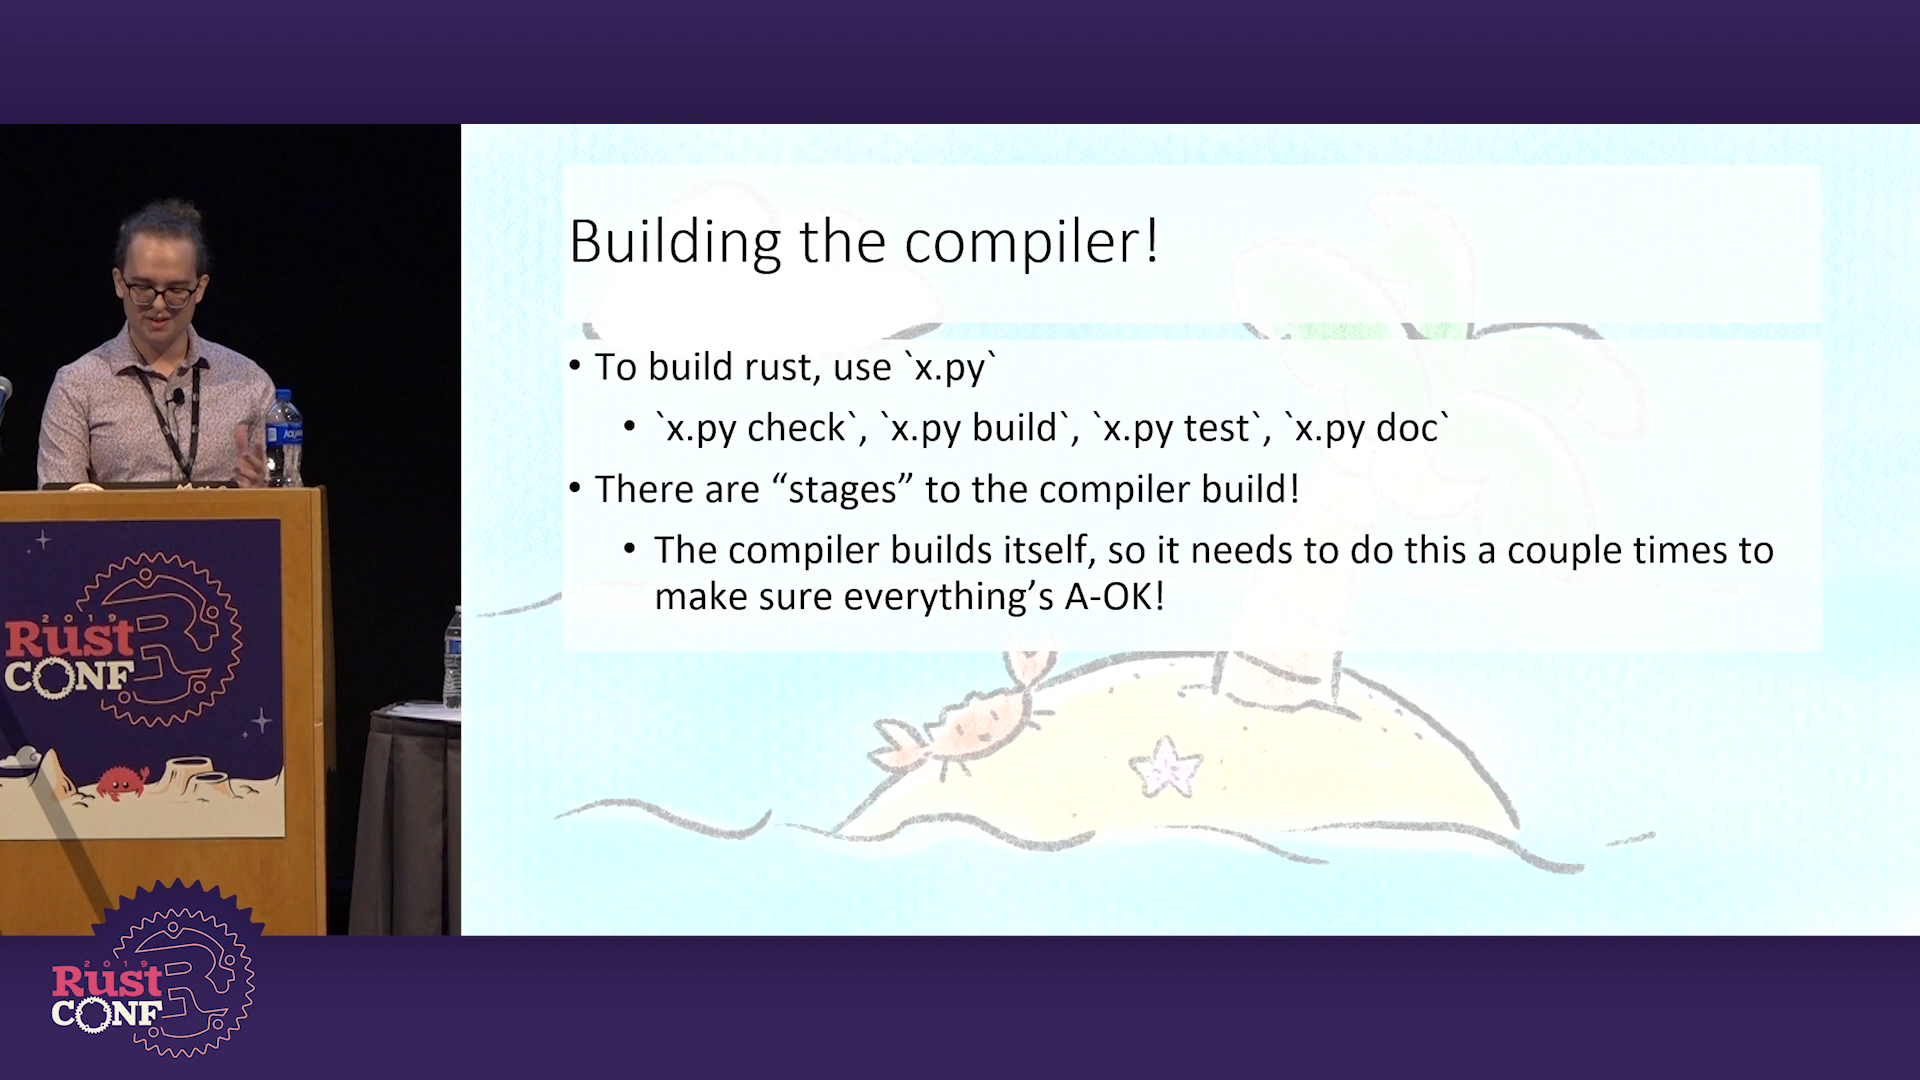 Building the compiler!
• To build rust, use `x.py`
• `x.py check`, `x.py build`, `x.py test`, `x.py doc`
• There are “stages” to the compiler build!
• The compiler builds itself, so it needs to do this a couple times to
make sure everything’s A-OK!
2019
Rust
CONF
2019
Rust
CONF